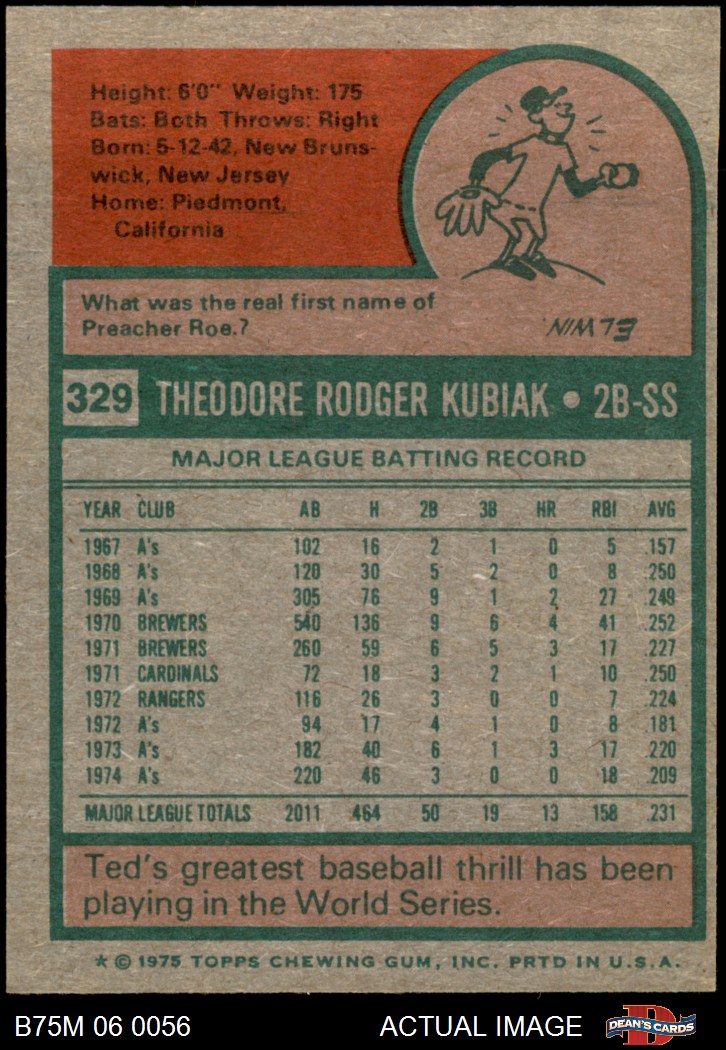 Height: 6'0" Weight: 175
Bats: Both Throws: Right
Born: 5-12-42, New Bruns-
wick, New Jersey
Home: Piedmont,
California
What was the real first name of
Preacher Roe.?
ELWIN
329 THEODORE RODGER KUBIAK • 2B-SS
MAJOR LEAGUE BATTING RECORD
YEAR CLUB AB H 2B 3B HR RBI AVG
1967 A's 102 16 2 1 0 5 .157
1968 A's 120 30 5 2 0 8 .250
1969 A's 305 76 9 1 2 27 .249
1970 BREWERS 540 136 9 6 4 41 .252
1971 BREWERS 260 59 6 5 3 17 .227
1971 CARDINALS 72 18 3 2 1 10 .250
1972 RANGERS 116 26 3 0 0 7 .224
1972 A's 94 17 4 1 0 8 .181
1973 A's 182 40 6 1 3 17 .220
1974 A's 220 46 3 0 0 18 .209
MAJOR LEAGUE TOTALS 2011 464 50 19 13 158 .231
Ted's greatest baseball thrill has been
playing in the World Series.
* © 1975 TOPPS CHEWING GUM, INC. PRTD IN U.S.A.
B75M 06 0056 ACTUAL IMAGE D DEAN'S CARDS